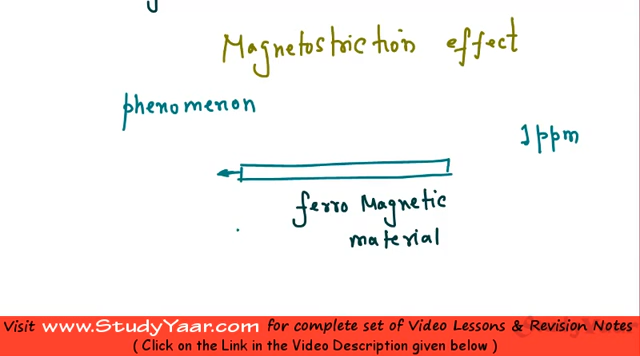 Magnetostriction effect
phenomenon
1ppm
ferro Magnetic
material
Visit www.StudyYaar.com for complete set of Video Lessons & Revision Notes
( Click on the Link in the Video Description given below )